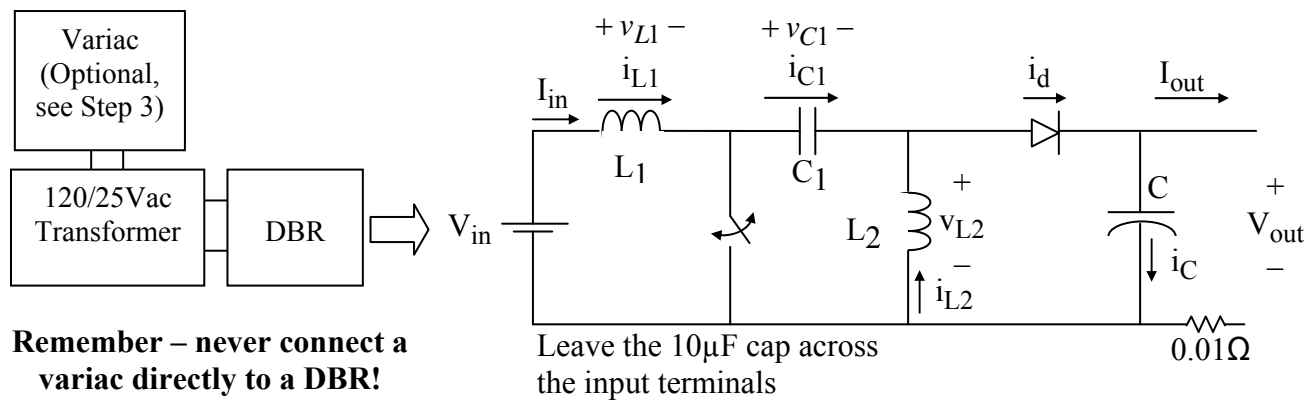 Variac
(Optional,
see Step 3)
120/25Vac
Transformer
DBR
Remember – never connect a
variac directly to a DBR!
+ vL1 −
iL1
Iin
L1
Vin
+ vC1 −
iC1
C1
L2
+
vL2
−
iL2
id
Iout
C
iC
+
Vout
−
0.01Ω
Leave the 10µF cap across
the input terminals